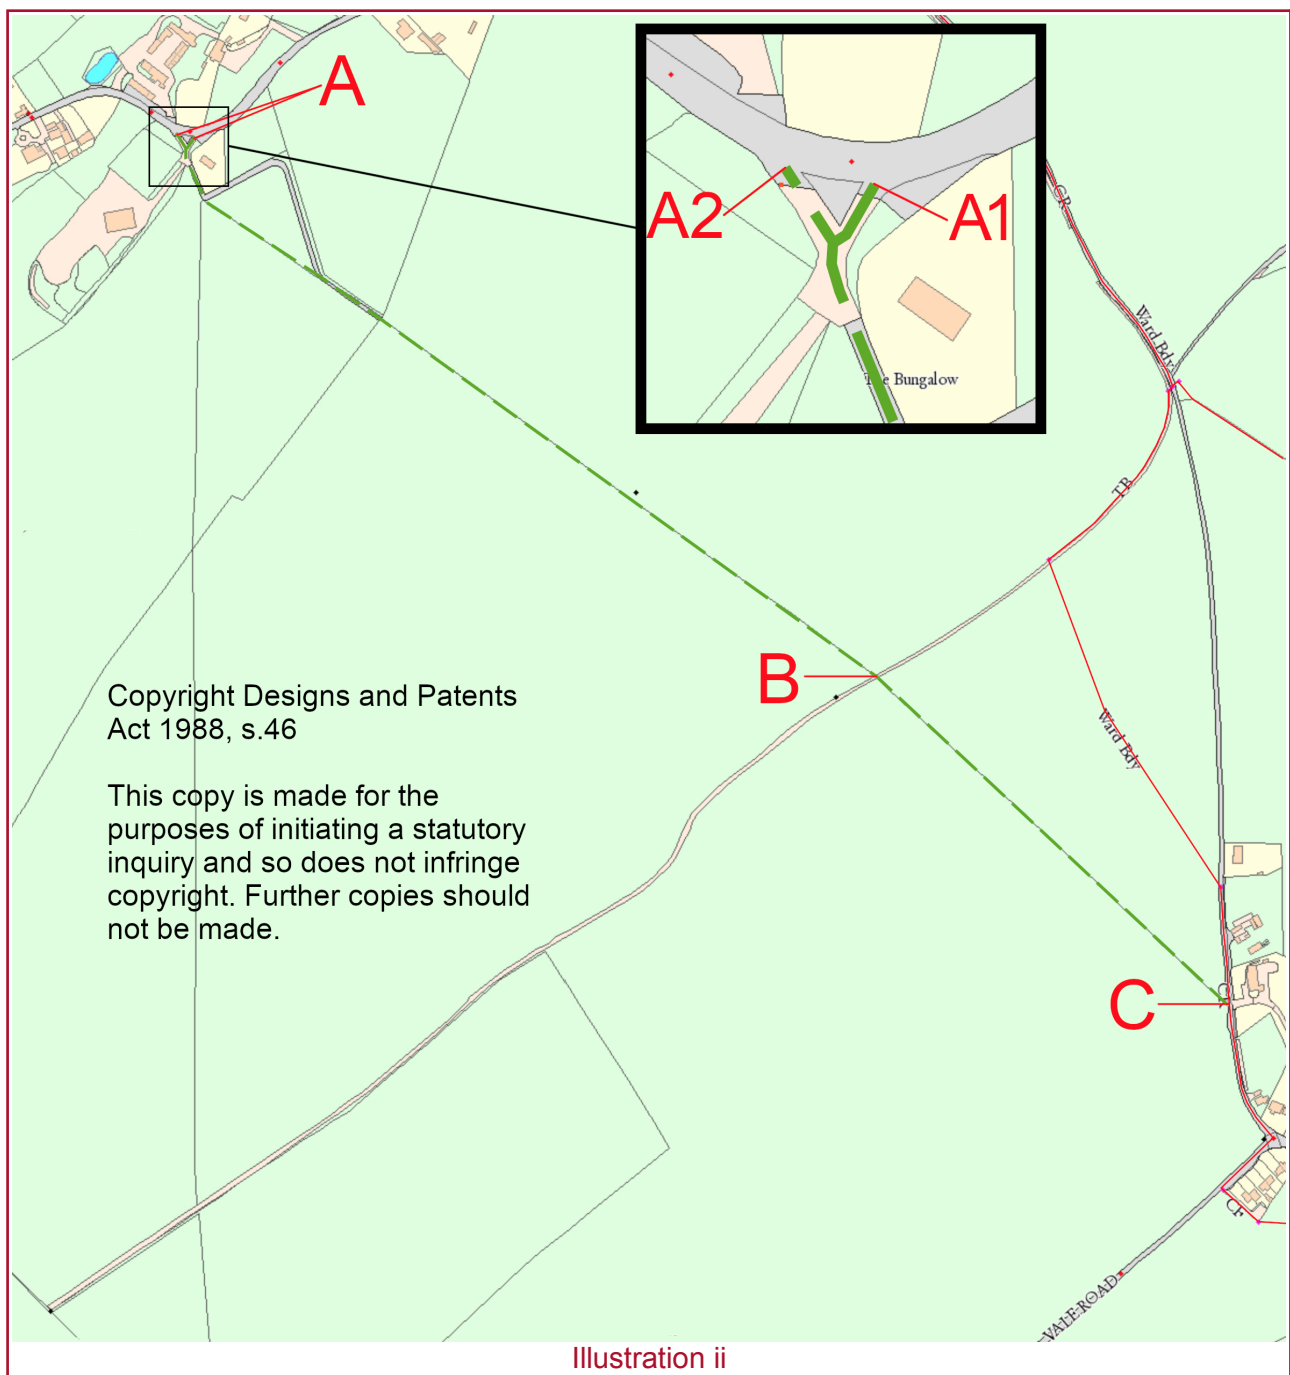 A
A2
A1
The Bungalow
CR
Ward Bdy
TB
B
Ward Bdy
Copyright Designs and Patents
Act 1988, s.46
This copy is made for the
purposes of initiating a statutory
inquiry and so does not infringe
copyright. Further copies should
not be made.
C
VALE ROAD
Illustration ii